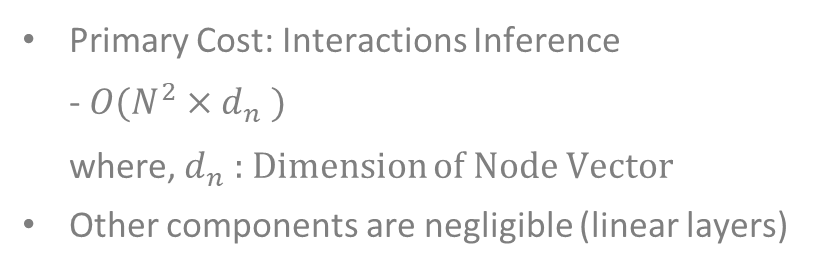 • Primary Cost: Interactions Inference
- O(N² × dₙ )
where, dₙ : Dimension of Node Vector
• Other components are negligible (linear layers)